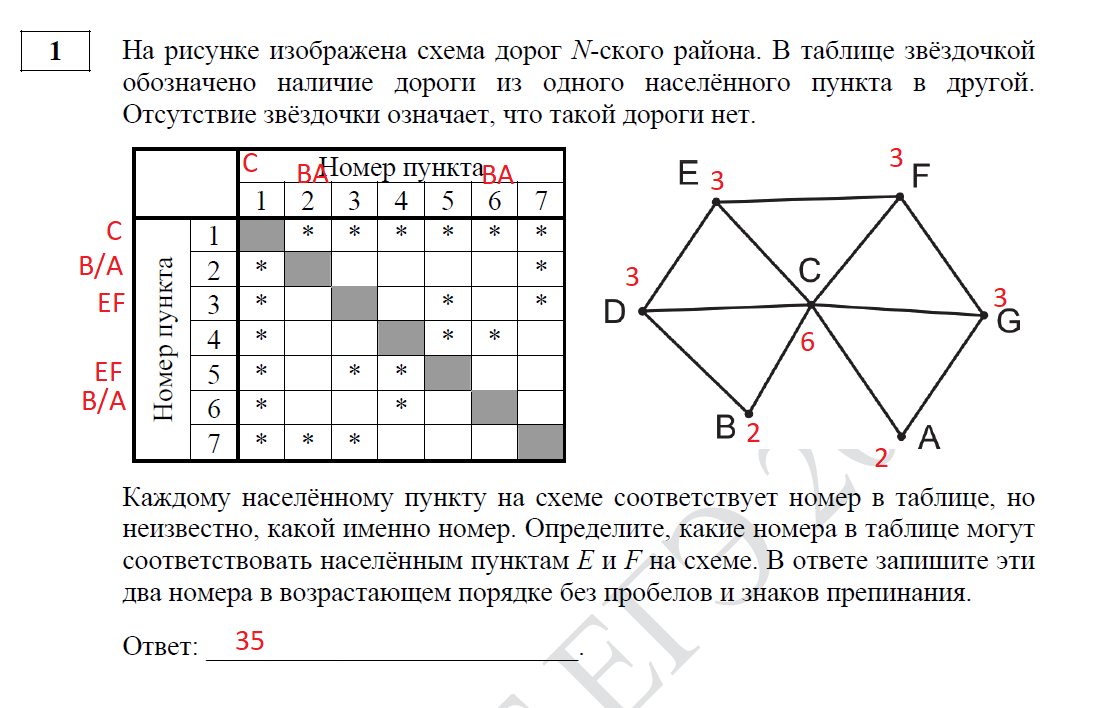 1
На рисунке изображена схема дорог N-ского района. В таблице звёздочкой
обозначено наличие дороги из одного населённого пункта в другой.
Отсутствие звёздочки означает, что такой дороги нет.
C
BA
Номер пункта
BA
1 2 3 4 5 6 7
C
Номер пункта
1 * * * * * *
B/A
2 * *
EF
3 * * *
4 * * *
EF
5 * * *
B/A
6 * *
7 * * *
E 3
3 F
3
D
C
6
3
G
B 2
2
A
Каждому населённому пункту на схеме соответствует номер в таблице, но
неизвестно, какой именно номер. Определите, какие номера в таблице могут
соответствовать населённым пунктам E и F на схеме. В ответе запишите эти
два номера в возрастающем порядке без пробелов и знаков препинания.
Ответ: 35.